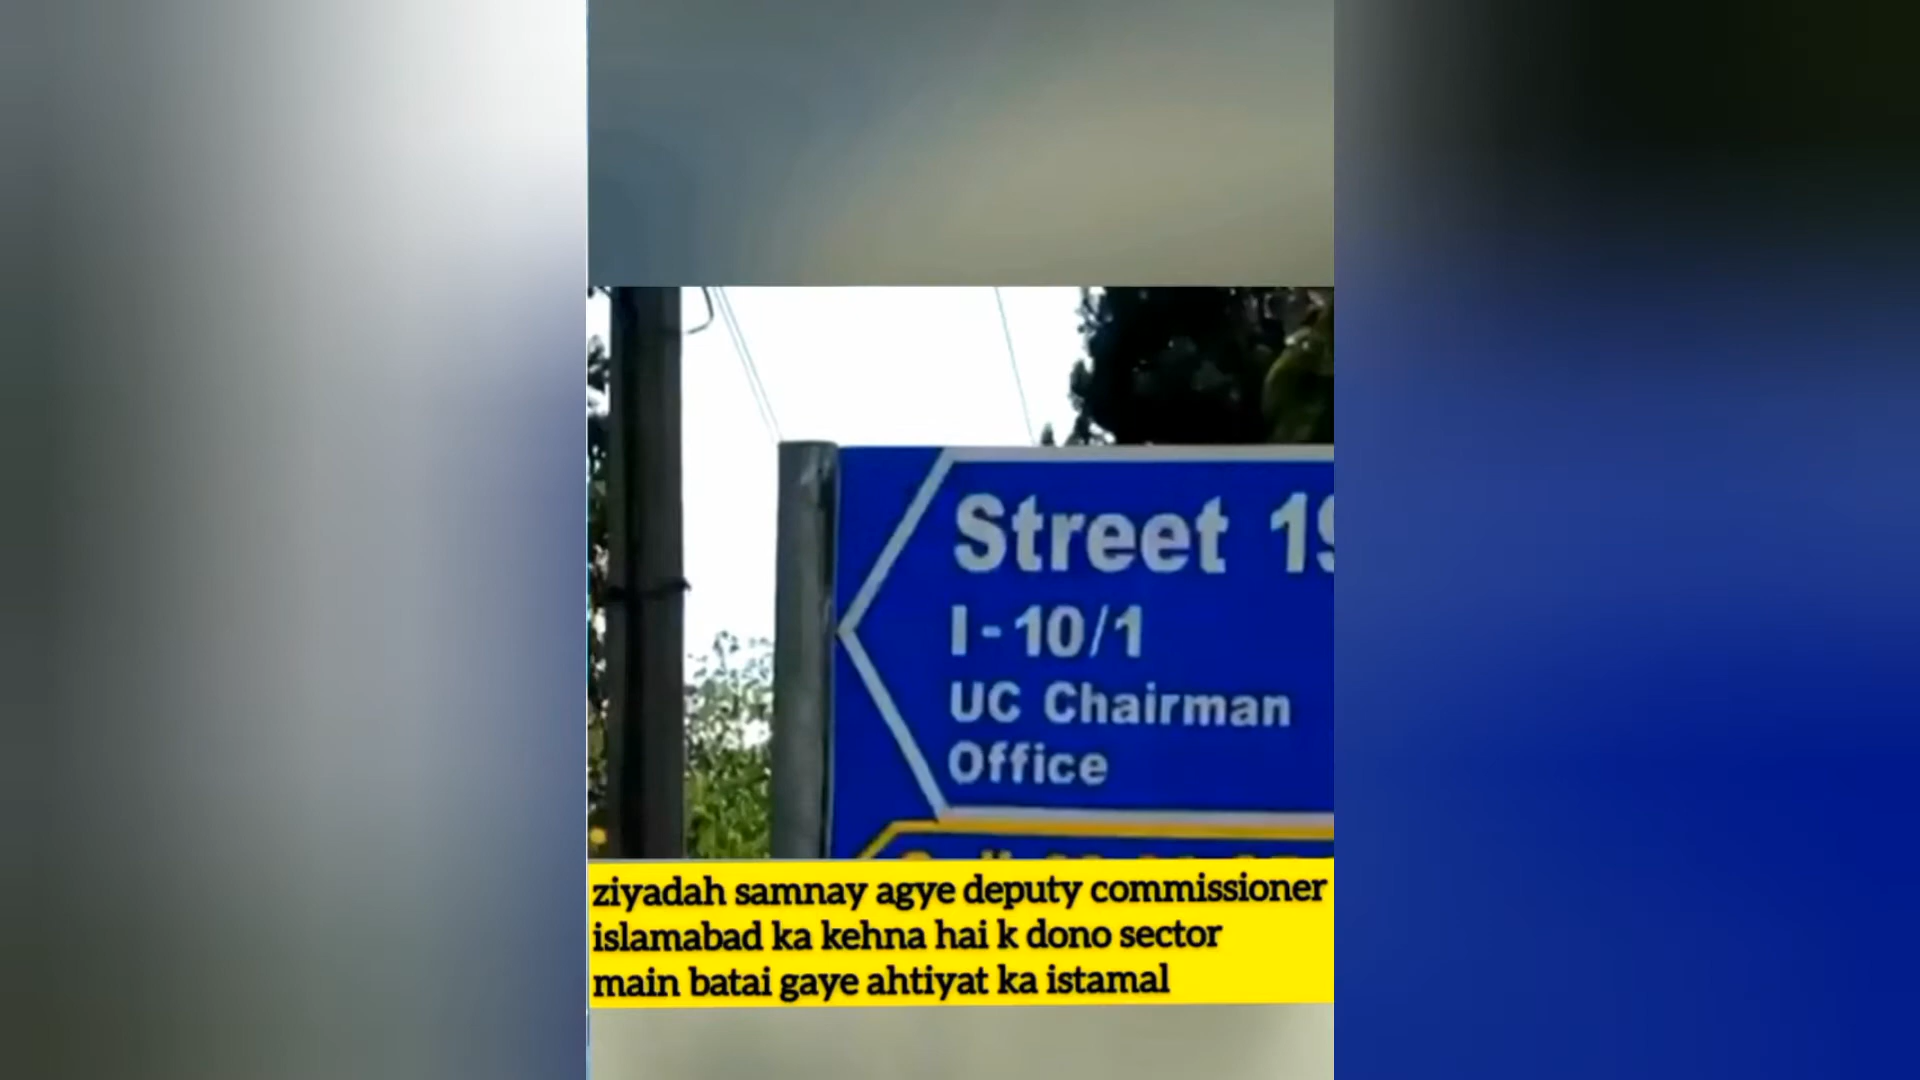 Street
I-10/1
UC Chairman
Office
ziyadah samnay agye deputy commissioner
islamabad ka kehna hai k dono sector
main batai gaye ahtiyat ka istamal